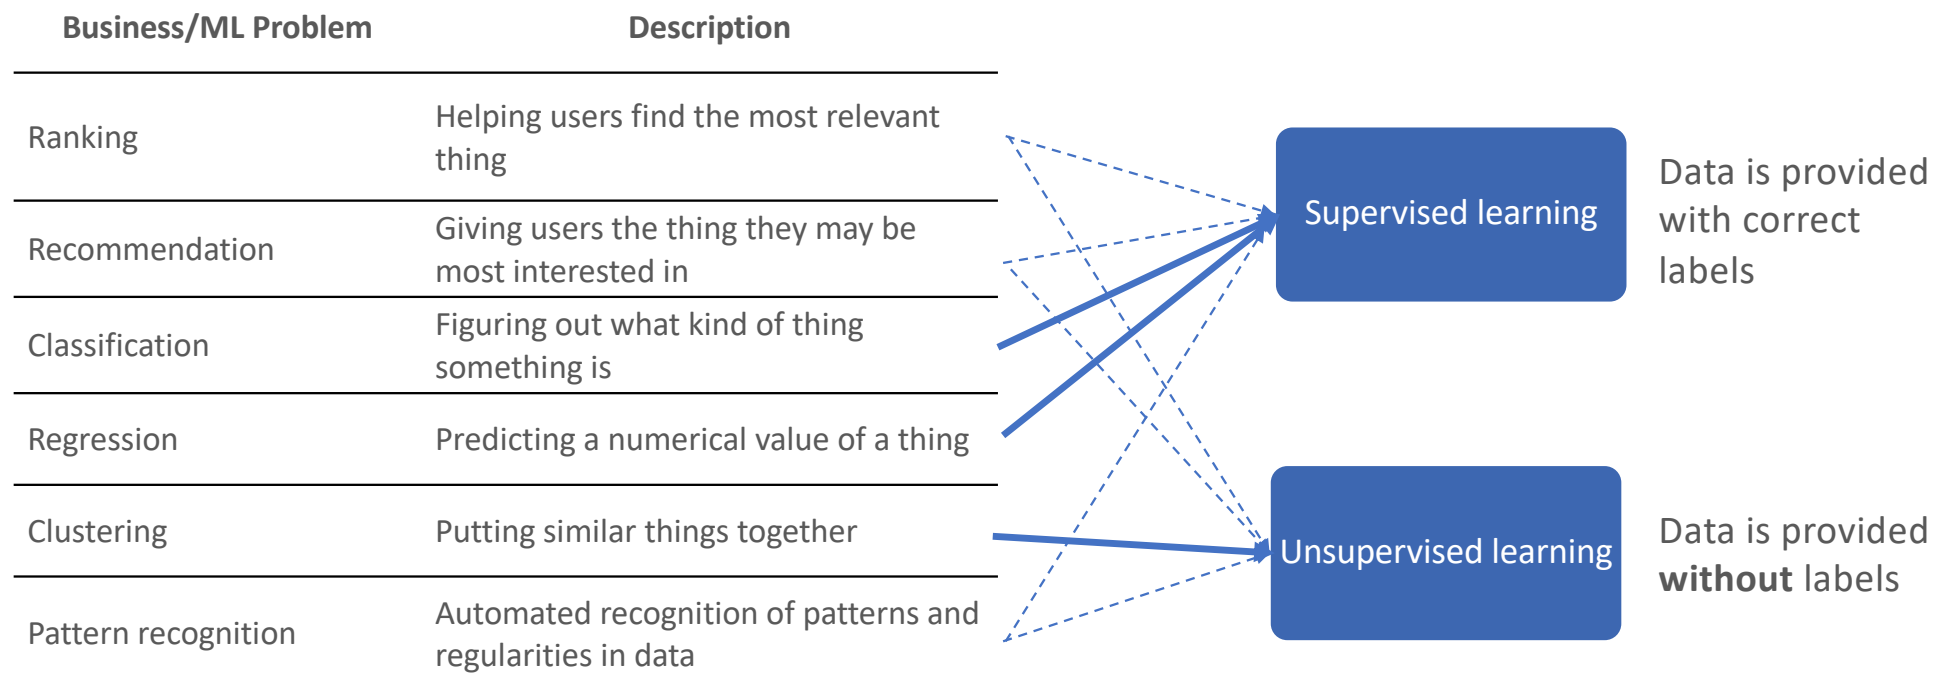 Business/ML Problem
Description
Ranking
Helping users find the most relevant
thing
Recommendation
Giving users the thing they may be
most interested in
Classification
Figuring out what kind of thing
something is
Regression
Predicting a numerical value of a thing
Clustering
Putting similar things together
Pattern recognition
Automated recognition of patterns and
regularities in data
Supervised learning
Data is provided
with correct
labels
Unsupervised learning
Data is provided
without labels